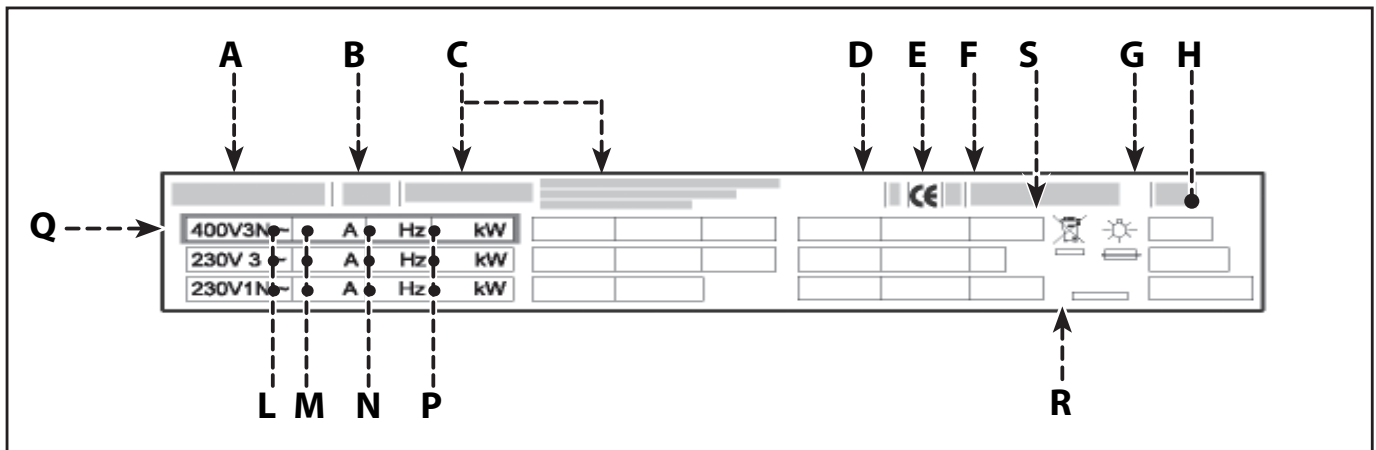 A B C D E F S G H
CE
Q
400V3N~ A Hz kW
230V 3 ~ A Hz kW
230V1N~ A Hz kW
L M N P
R